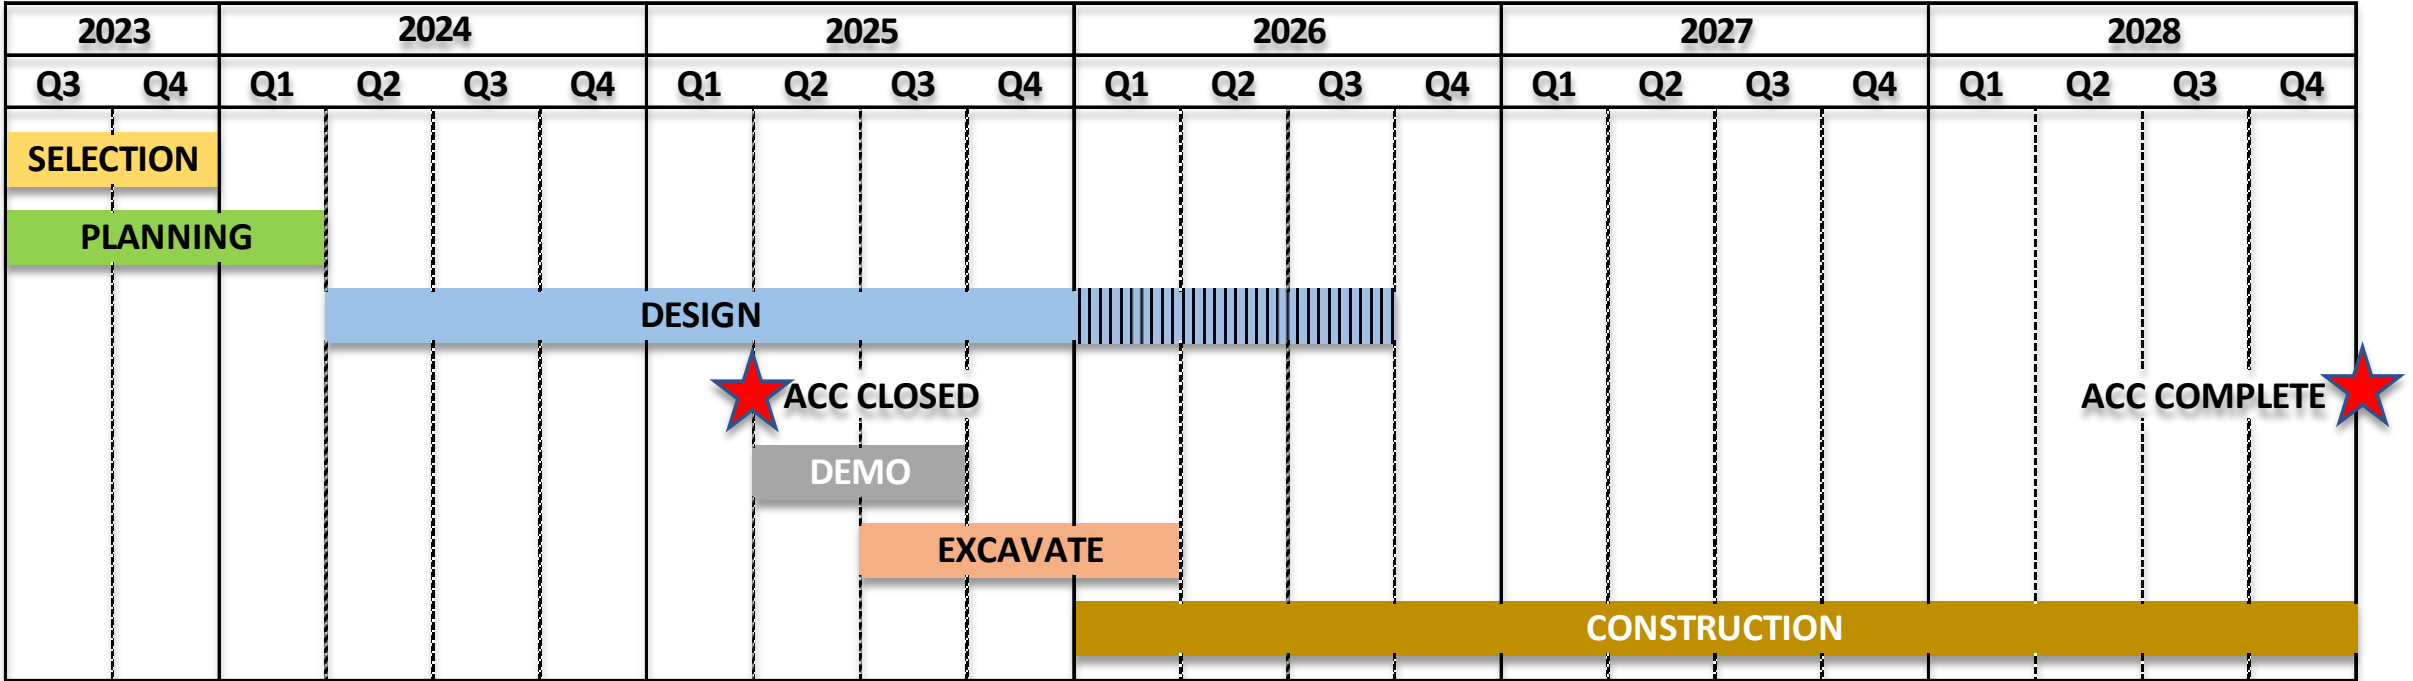 2023 2024 2025 2026 2027 2028
Q3 Q4 Q1 Q2 Q3 Q4 Q1 Q2 Q3 Q4 Q1 Q2 Q3 Q4 Q1 Q2 Q3 Q4 Q1 Q2 Q3 Q4
SELECTION
PLANNING
DESIGN
ACC CLOSED
ACC COMPLETE
DEMO
EXCAVATE
CONSTRUCTION